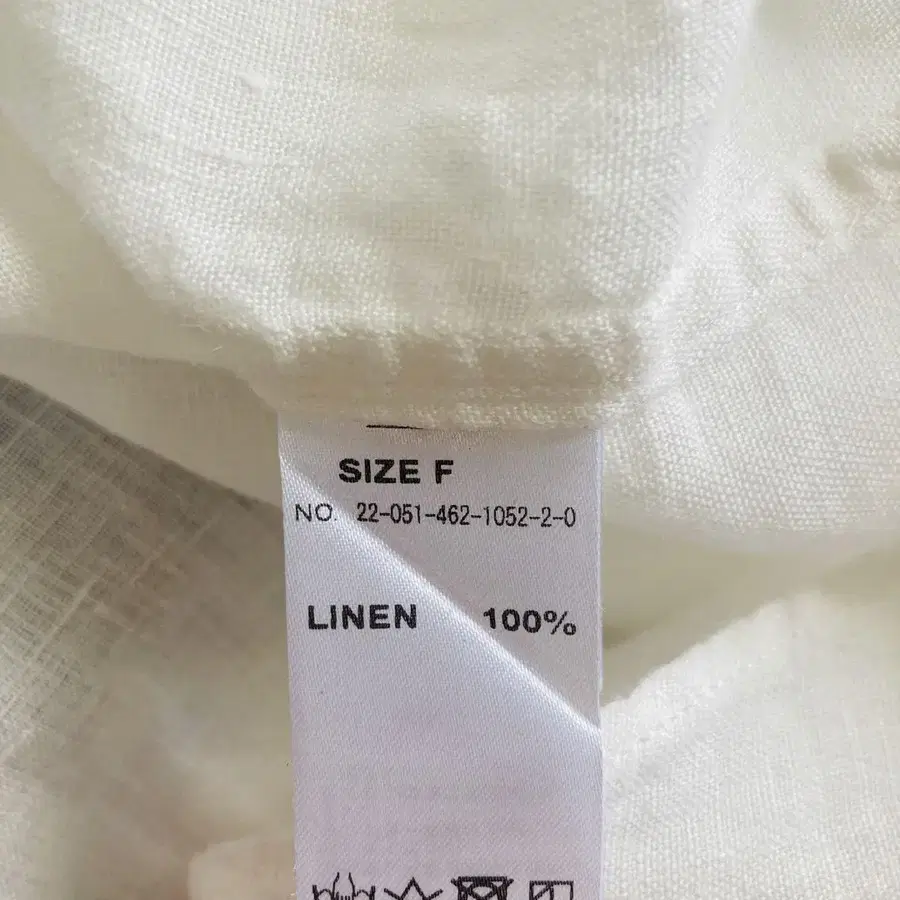 SIZE F
NO. 22-051-462-1052-2-0
LINEN 100%